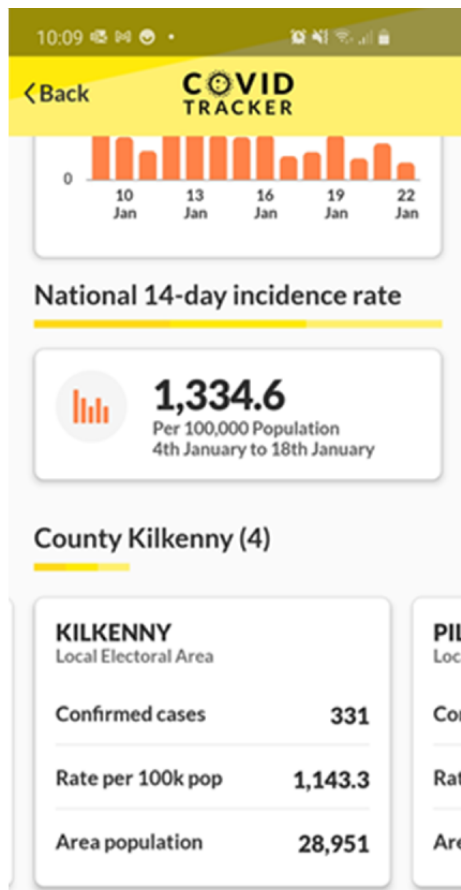 10:09
Back
COVID
TRACKER
0
10 13 16 19 22
Jan Jan Jan Jan Jan
National 14-day incidence rate
1,334.6
Per 100,000 Population
4th January to 18th January
County Kilkenny (4)
KILKENNY
Local Electoral Area
Confirmed cases 331
Rate per 100k pop 1,143.3
Area population 28,951